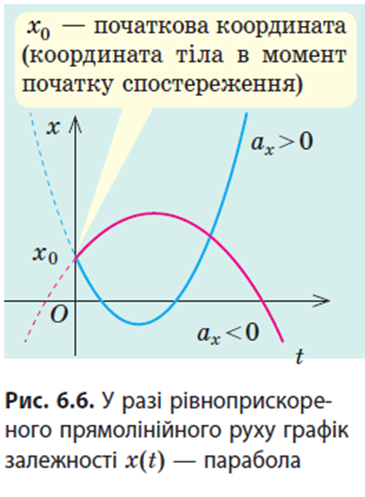 x₀ — початкова координата
(координата тіла в момент
початку спостереження)
x
aₓ > 0
x₀
O
aₓ < 0
t
Рис. 6.6. У разі рівноприскоре-
ного прямолінійного руху графік
залежності x(t) — парабола